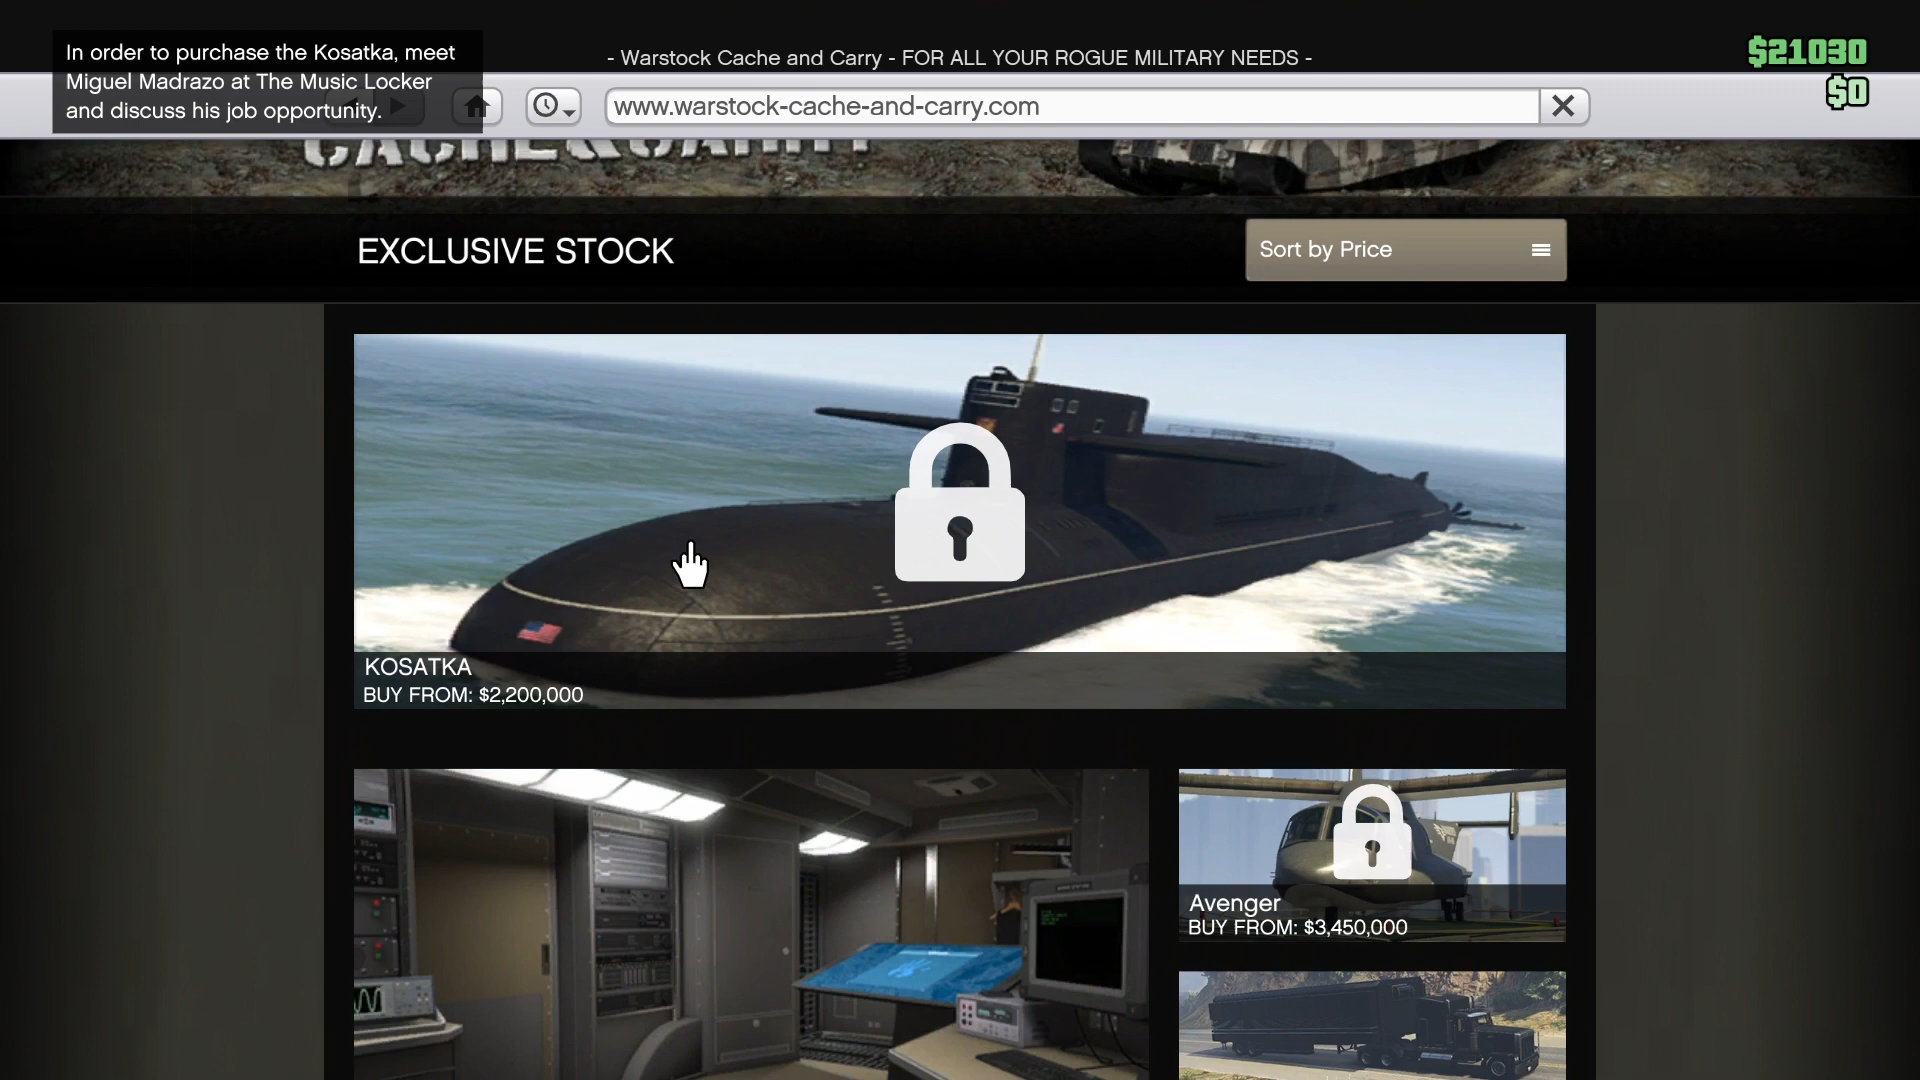 In order to purchase the Kosatka, meet
Miguel Madrazo at The Music Locker
and discuss his job opportunity.
- Warstock Cache and Carry - FOR ALL YOUR ROGUE MILITARY NEEDS -
$21030
$0
www.warstock-cache-and-carry.com
CACHE&CARRY
EXCLUSIVE STOCK
Sort by Price
KOSATKA
BUY FROM: $2,200,000
Avenger
BUY FROM: $3,450,000